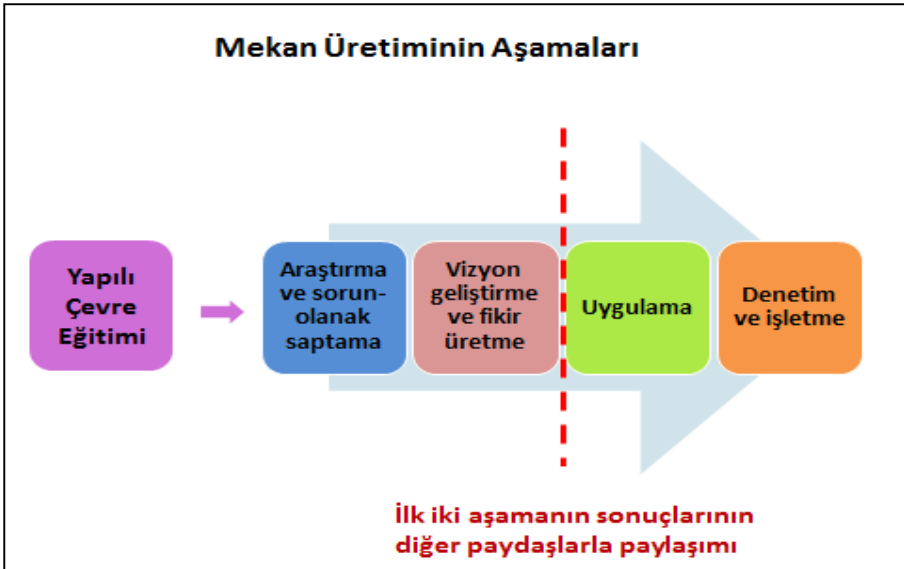 Mekan Üretiminin Aşamaları
Yapılı
Çevre
Eğitimi
Araştırma
ve sorun-
olanak
saptama
Vizyon
geliştirme
ve fikir
üretme
Uygulama
Denetim
ve işletme
İlk iki aşamanın sonuçlarının
diğer paydaşlarla paylaşımı